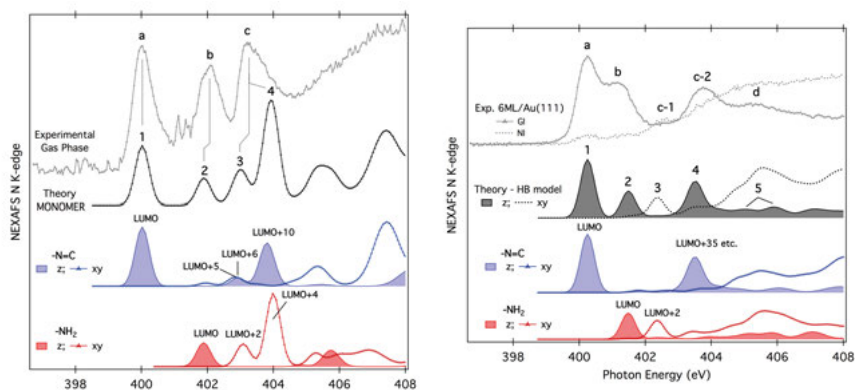 NEXAFS N K-edge
a
b
c
4
Experimental
Gas Phase
1
2
3
Theory
MONOMER
LUMO
LUMO+10
LUMO+6
LUMO+5
-N=C
z; xy
LUMO+4
-NH₂
z; xy
LUMO
LUMO+2
398 400 402 404 406 408
NEXAFS N K-edge
a
b
c-2
c-1
d
Exp. 6ML/Au(111)
GI
NI
1
2
3
4
5
Theory - HB model
z; xy
LUMO
LUMO+35 etc.
-N=C
z; xy
-NH₂
z; xy
LUMO
LUMO+2
398 400 402 404 406 408
Photon Energy (eV)